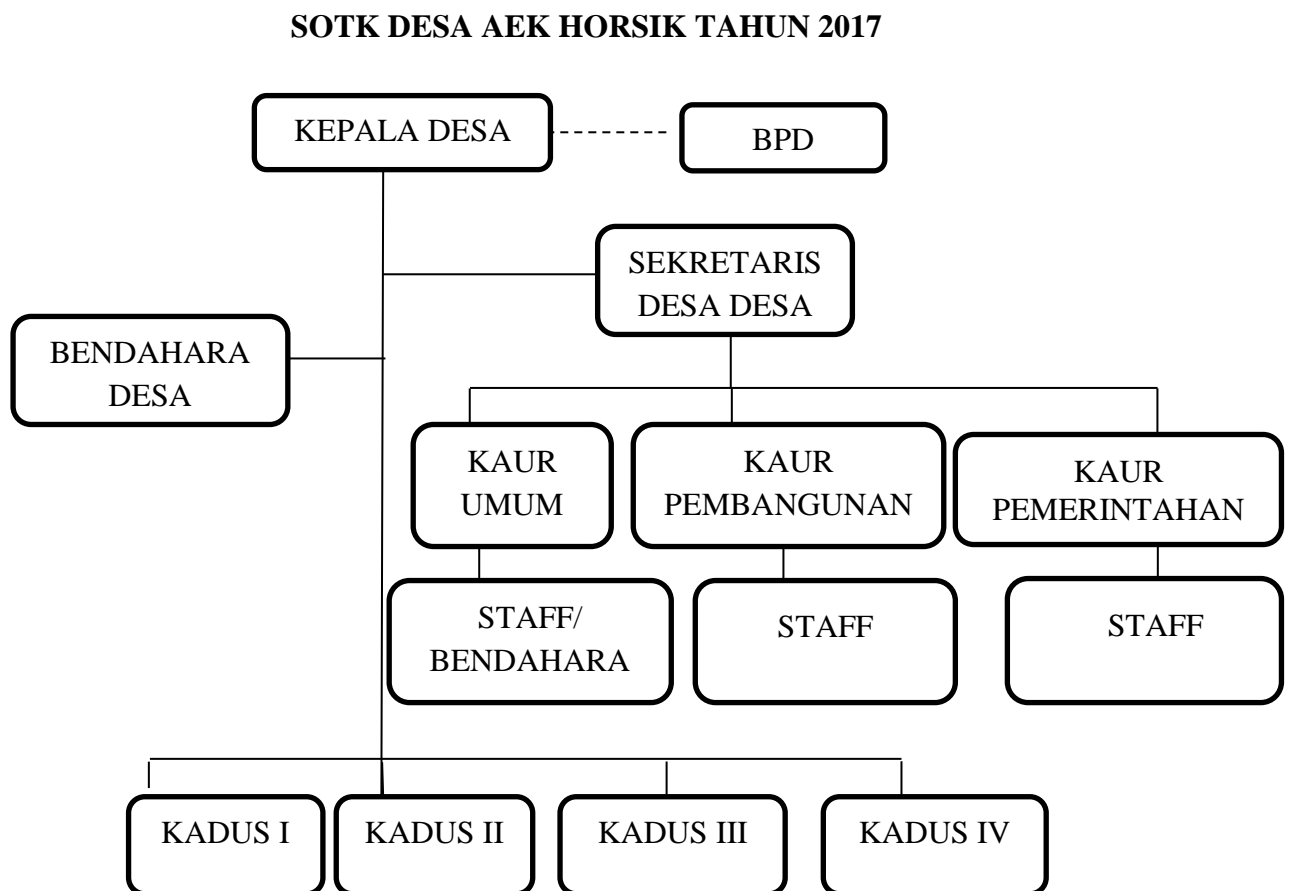 SOTK DESA AEK HORSIK TAHUN 2017
KEPALA DESA
BPD
SEKRETARIS
DESA DESA
BENDAHARA
DESA
KAUR
UMUM
KAUR
PEMBANGUNAN
KAUR
PEMERINTAHAN
STAFF/
BENDAHARA
STAFF
STAFF
KADUS I
KADUS II
KADUS III
KADUS IV